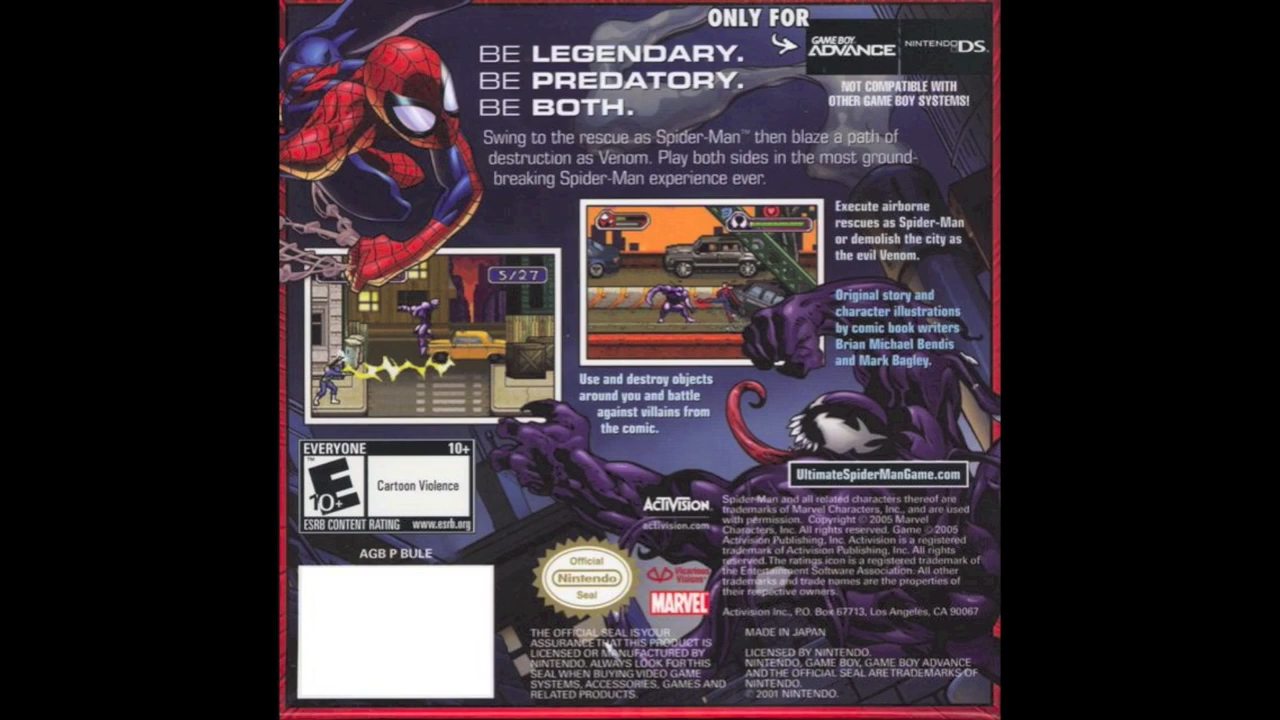 ONLY FOR
GAME BOY
ADVANCE
NINTENDO DS
NOT COMPATIBLE WITH
OTHER GAME BOY SYSTEMS!
BE LEGENDARY.
BE PREDATORY.
BE BOTH.
Swing to the rescue as Spider-Man™ then blaze a path of
destruction as Venom. Play both sides in the most ground-
breaking Spider-Man experience ever.
Execute airborne
rescues as Spider-Man
or demolish the city as
the evil Venom.
5/27
Original story and
character illustrations
by comic book writers
Brian Michael Bendis
and Mark Bagley.
Use and destroy objects
around you and battle
against villains from
the comic.
EVERYONE 10+
E
10+
TM
Cartoon Violence
ESRB CONTENT RATING www.esrb.org
AGB P BULE
UltimateSpiderManGame.com
ACTIVISION
activision.com
Official
Nintendo
Seal
Vicarious
Visions
MARVEL
Spider-Man and all related characters thereof are
trademarks of Marvel Characters, Inc., and are used
with permission. Copyright © 2005 Marvel
Characters, Inc. All rights reserved. Game © 2005
Activision Publishing, Inc. Activision is a registered
trademark of Activision Publishing, Inc. All rights
reserved. The ratings icon is a registered trademark of
the Entertainment Software Association. All other
trademarks and trade names are the properties of
their respective owners.
Activision Inc., P.O. Box 67713, Los Angeles, CA 90067
THE OFFICIAL SEAL IS YOUR
ASSURANCE THAT THIS PRODUCT IS
LICENSED OR MANUFACTURED BY
NINTENDO. ALWAYS LOOK FOR THIS
SEAL WHEN BUYING VIDEO GAME
SYSTEMS, ACCESSORIES, GAMES AND
RELATED PRODUCTS.
MADE IN JAPAN
LICENSED BY NINTENDO.
NINTENDO, GAME BOY, GAME BOY ADVANCE
AND THE OFFICIAL SEAL ARE TRADEMARKS OF
NINTENDO.
© 2001 NINTENDO.